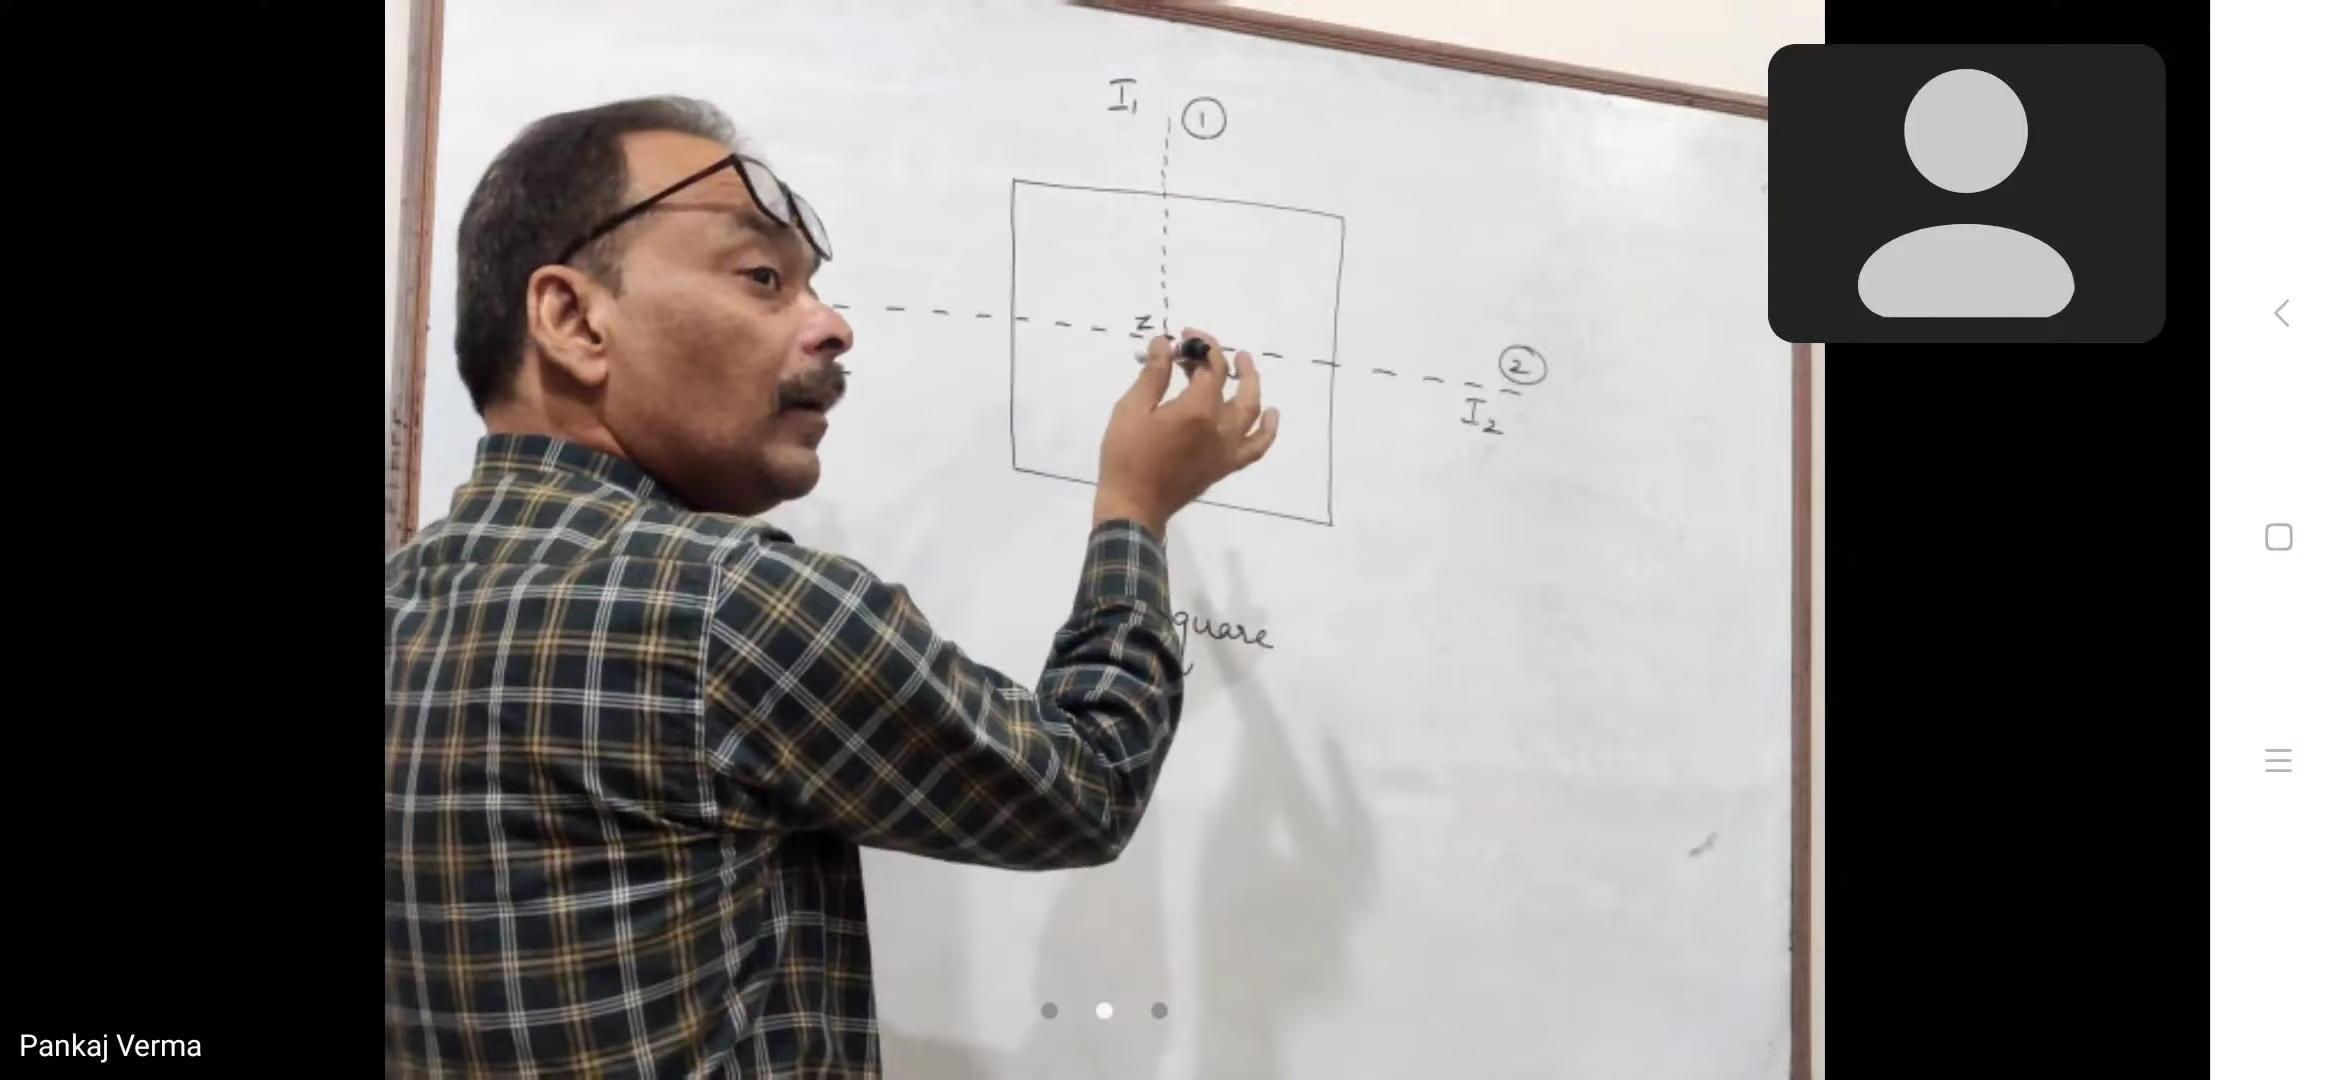 I₁ ①
z
②
I₂
quare
Pankaj Verma